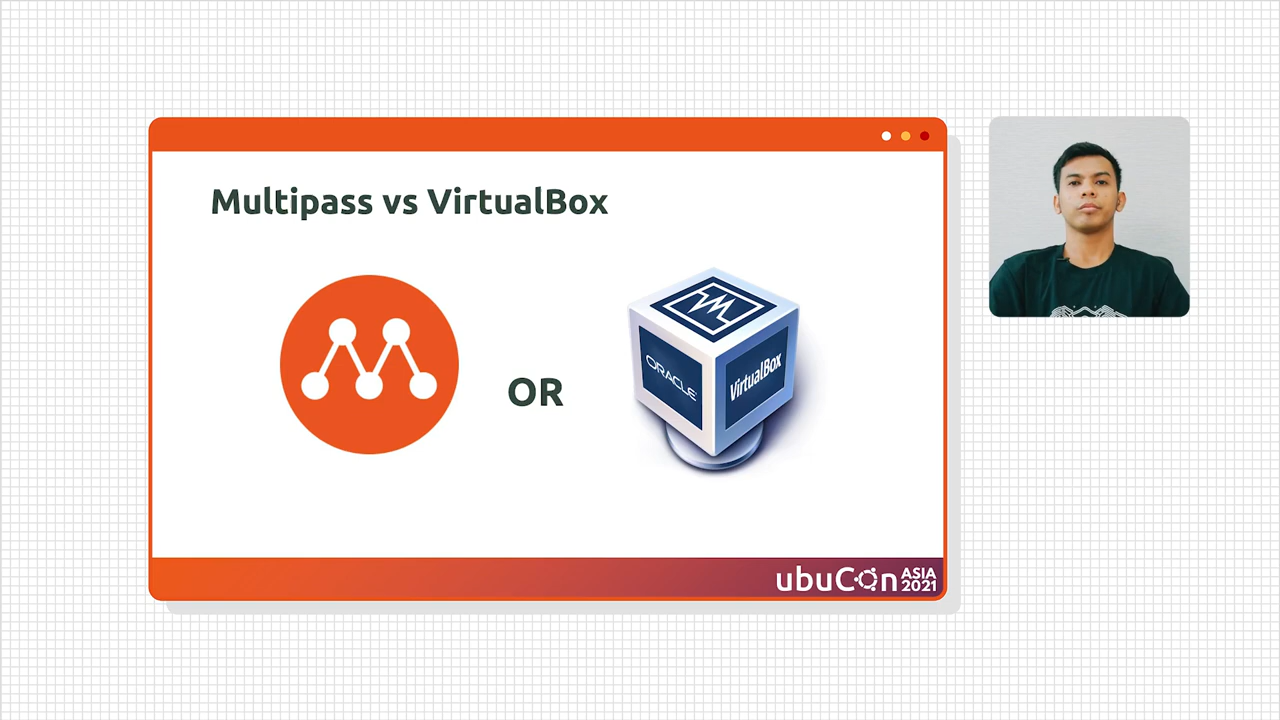 Multipass vs VirtualBox
OR
ORACLE
VirtualBox
ubuCon ASIA
2021